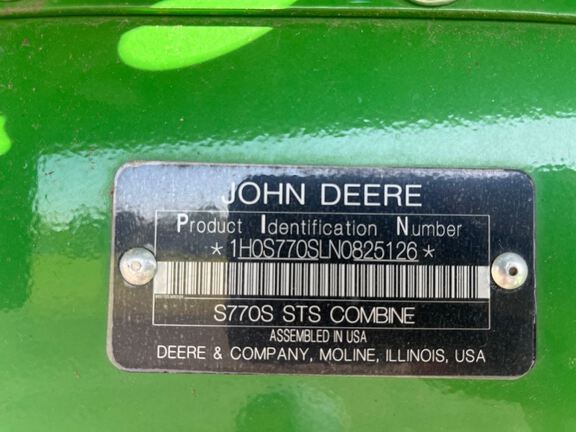 JOHN DEERE
Product Identification Number
*1H0S770SLN0825126*
S770S STS COMBINE
ASSEMBLED IN USA
DEERE & COMPANY, MOLINE, ILLINOIS, USA